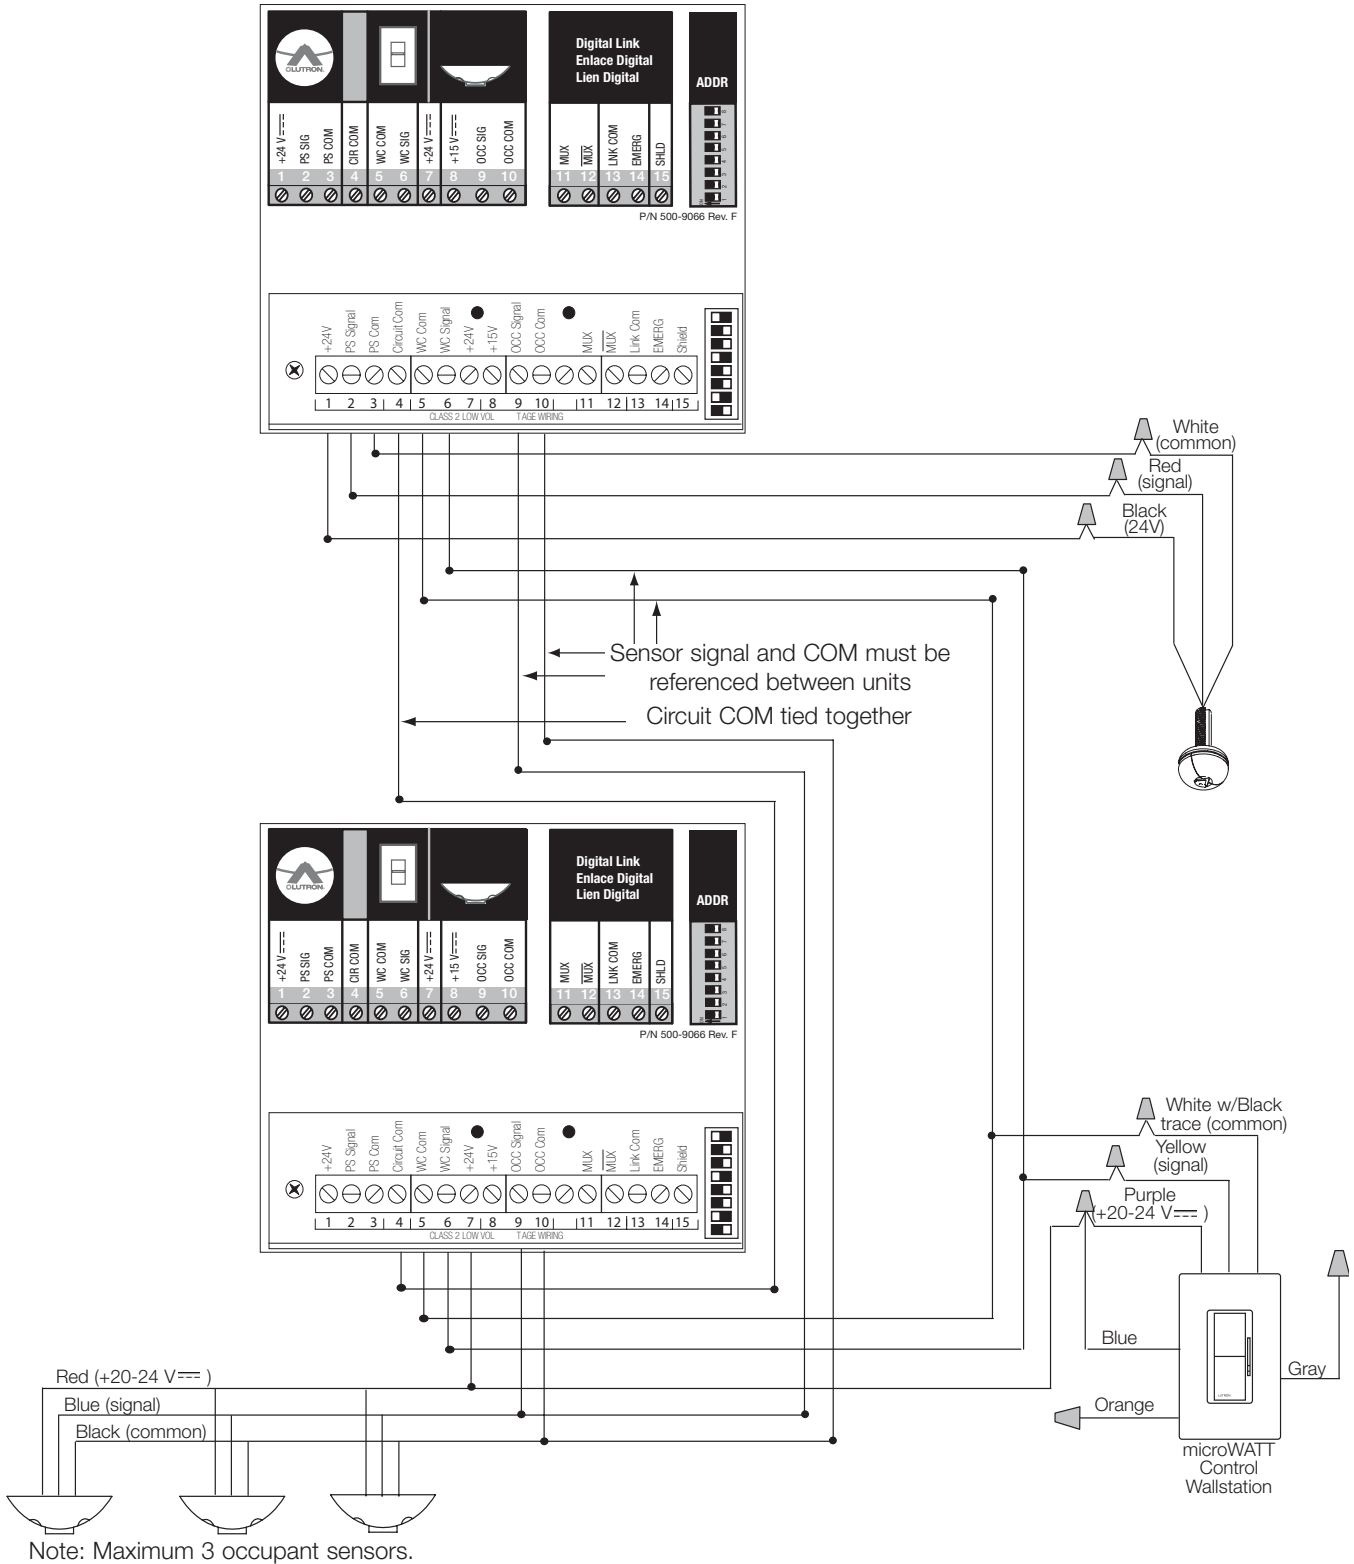 Digital Link
Enlace Digital
Lien Digital
LUTRON
ADDR
+24 V
PS SIG
PS COM
CIR COM
WC COM
WC SIG
+24 V
+15 V
OCC SIG
OCC COM
MUX
MUX
LNK COM
EMERG
SHLD
1 2 3 4 5 6 7 8 9 10 11 12 13 14 15
P/N 500-9066 Rev. F
+24V
PS Signal
PS Com
Circuit Com
WC Com
WC Signal
+24V
+15V
OCC Signal
OCC Com
MUX
MUX
Link Com
EMERG
Shield
1 2 3 4 5 6 7 8 9 10 11 12 13 14 15
CLASS 2 LOW VOL TAGE WIRING
White
(common)
Red
(signal)
Black
(24V)
Sensor signal and COM must be
referenced between units
Circuit COM tied together
Digital Link
Enlace Digital
Lien Digital
LUTRON
ADDR
+24 V
PS SIG
PS COM
CIR COM
WC COM
WC SIG
+24 V
+15 V
OCC SIG
OCC COM
MUX
MUX
LNK COM
EMERG
SHLD
1 2 3 4 5 6 7 8 9 10 11 12 13 14 15
P/N 500-9066 Rev. F
+24V
PS Signal
PS Com
Circuit Com
WC Com
WC Signal
+24V
+15V
OCC Signal
OCC Com
MUX
MUX
Link Com
EMERG
Shield
1 2 3 4 5 6 7 8 9 10 11 12 13 14 15
CLASS 2 LOW VOL TAGE WIRING
White w/Black
trace (common)
Yellow
(signal)
Purple
(+20-24 V⎓)
Blue
Gray
Orange
microWATT
Control
Wallstation
Red (+20-24 V⎓)
Blue (signal)
Black (common)
Note: Maximum 3 occupant sensors.